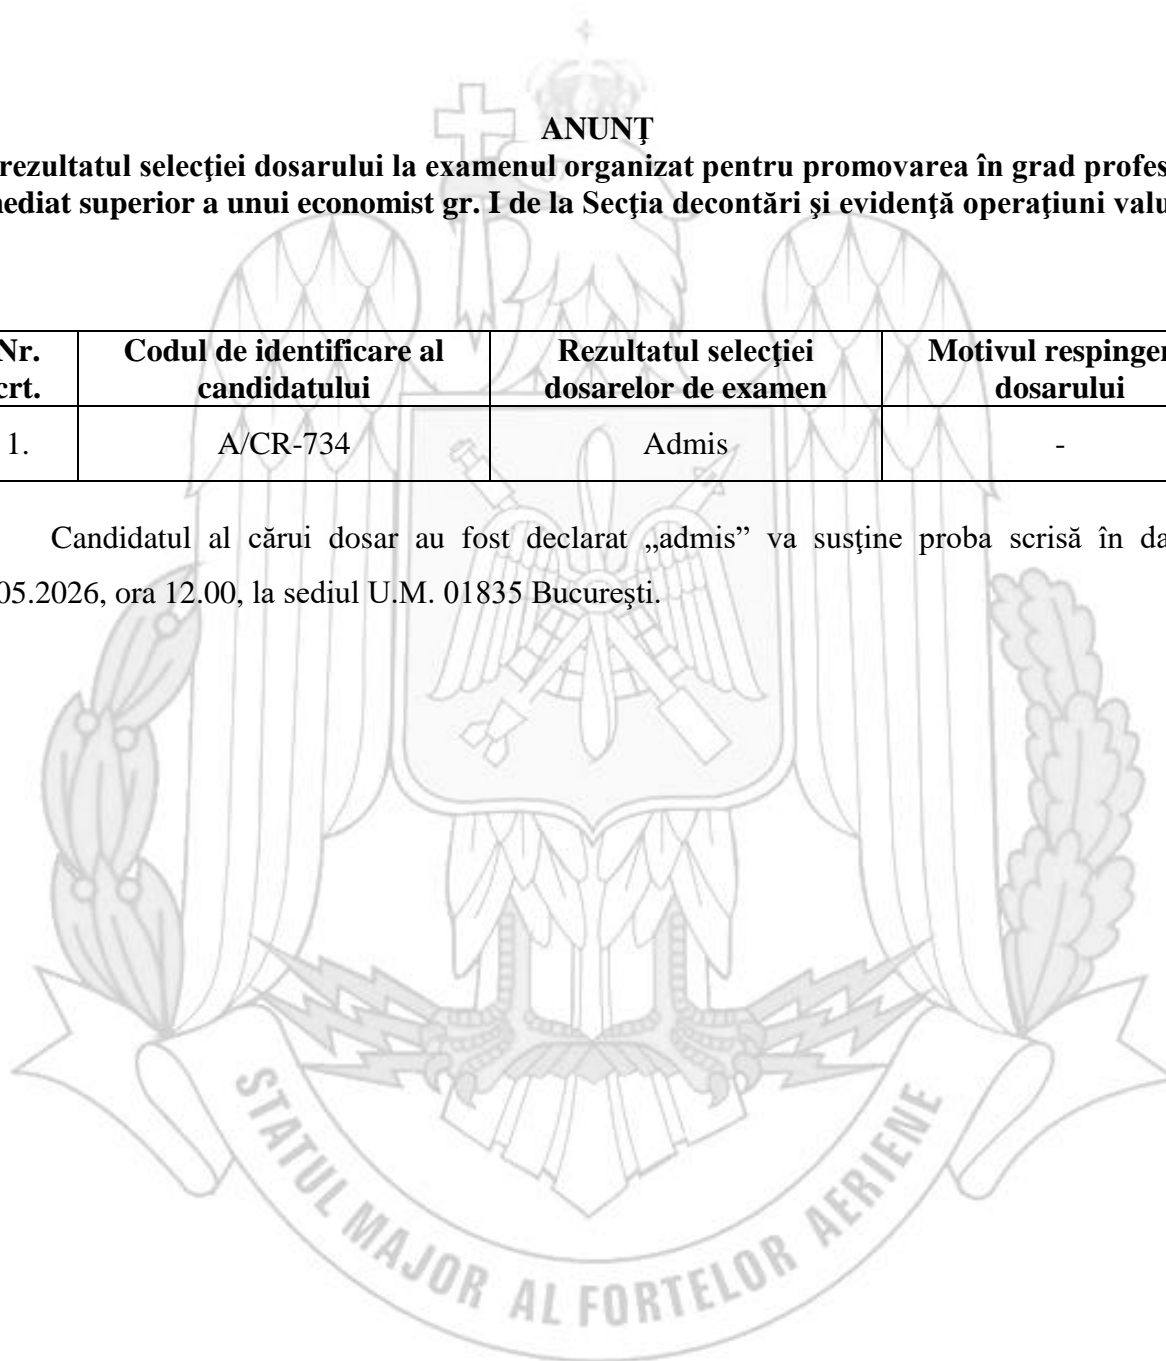 ANUNŢ
rezultatul selecţiei dosarului la examenul organizat pentru promovarea în grad profes
nediat superior a unui economist gr. I de la Secţia decontări şi evidenţă operaţiuni valu
Nr. crt.
Codul de identificare al candidatului
Rezultatul selecţiei dosarelor de examen
Motivul respinger dosarului
1.
A/CR-734
Admis
-
Candidatul al cărui dosar au fost declarat „admis” va susţine proba scrisă în da
05.2026, ora 12.00, la sediul U.M. 01835 Bucureşti.
STATUL MAJOR AL FORTELOR AERIENE